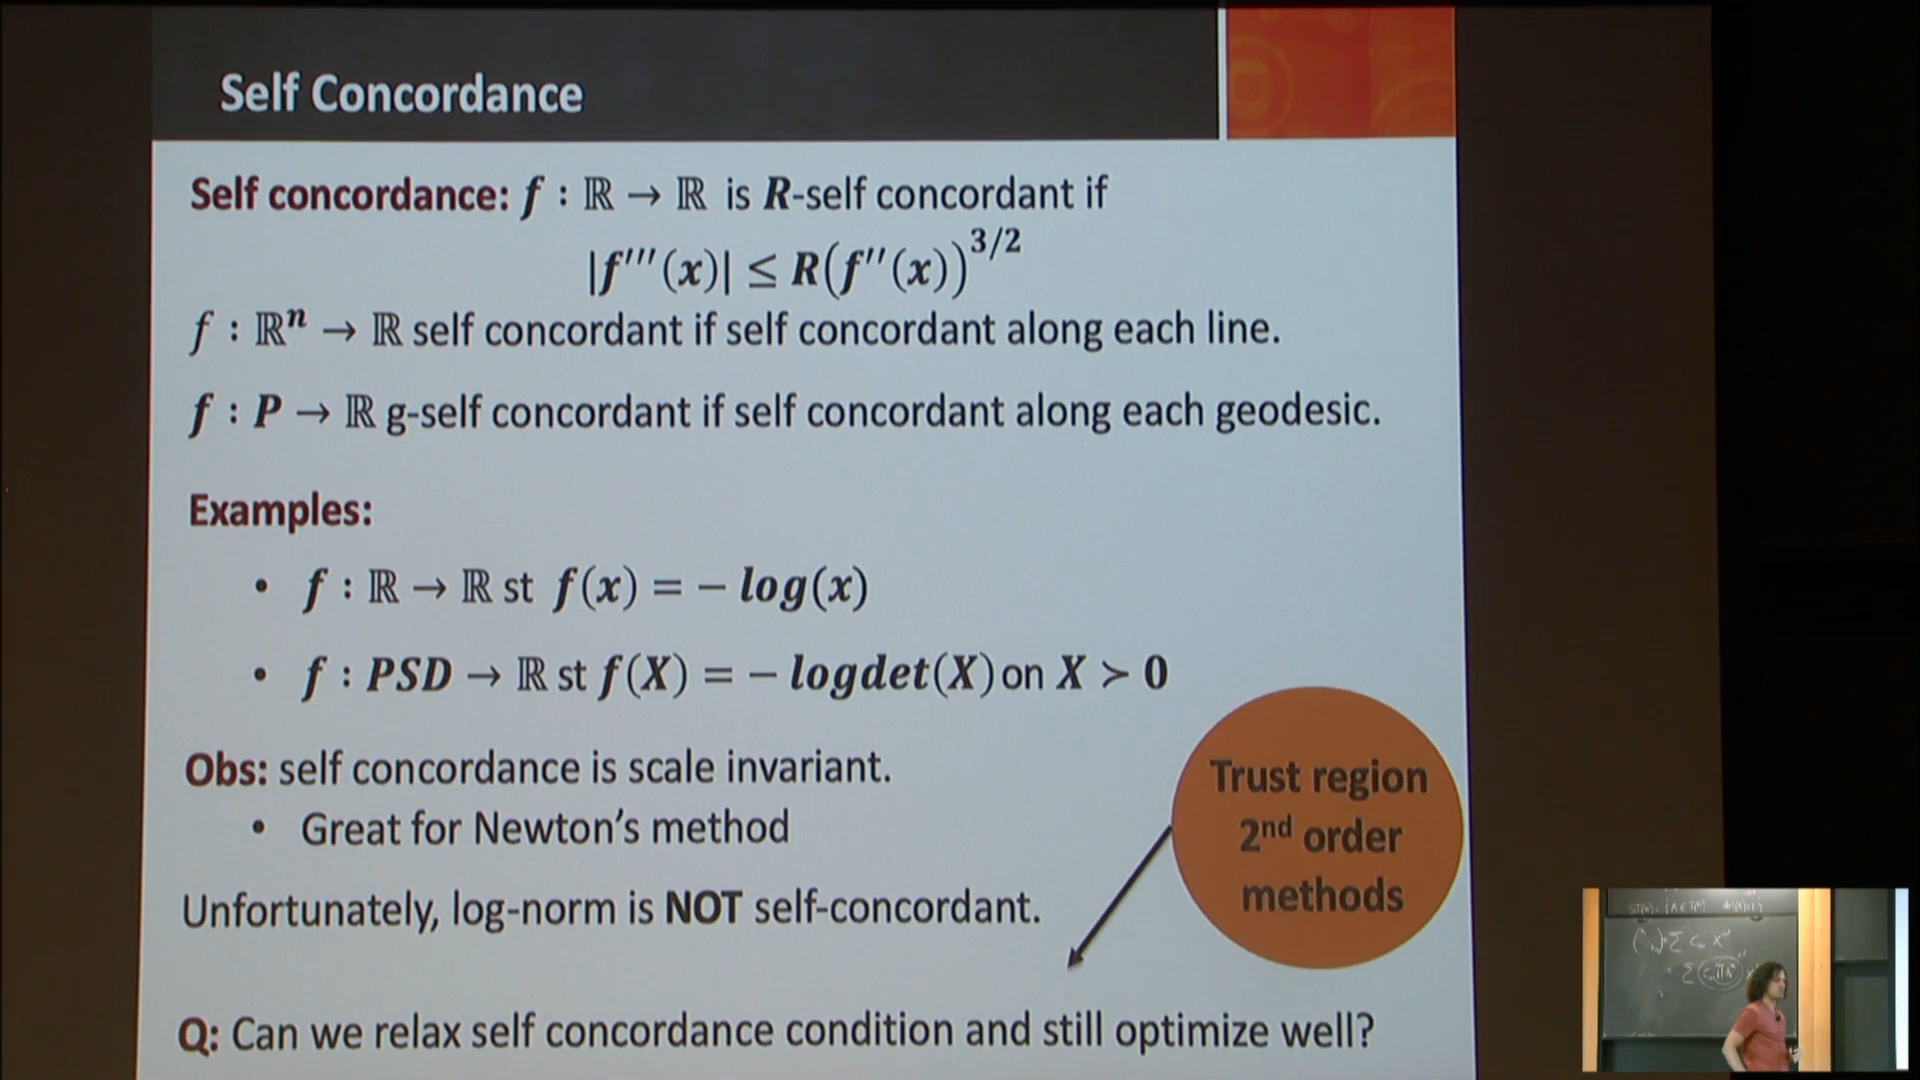 Self Concordance
Self concordance: f : ℝ → ℝ is R-self concordant if
|f′′′(x)| ≤ R(f′′(x))^{3/2}
f : ℝⁿ → ℝ self concordant if self concordant along each line.
f : P → ℝ g-self concordant if self concordant along each geodesic.
Examples:
• f : ℝ → ℝ st f(x) = − log(x)
• f : PSD → ℝ st f(X) = − logdet(X) on X ≻ 0
Obs: self concordance is scale invariant.
• Great for Newton's method
Trust region
2nd order
methods
Unfortunately, log-norm is NOT self-concordant.
Q: Can we relax self concordance condition and still optimize well?